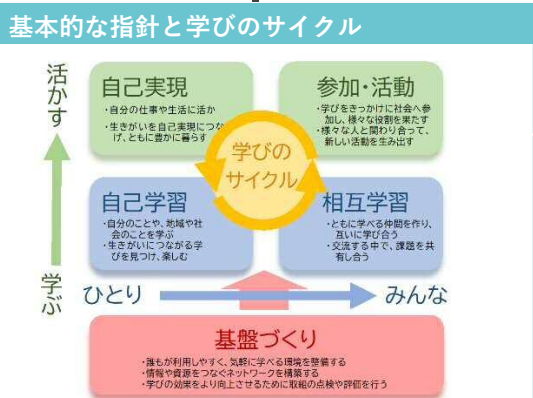 基本的な指針と学びのサイクル
活かす
学ぶ
自己実現
・自分の仕事や生活に活か
・生きがいを自己実現につな
げ、ともに豊かに暮らす
参加・活動
・学びをきっかけに社会へ参
加し、様々な役割を果たす
・様々な人と関わり合って、
新しい活動を生み出す
学びの
サイクル
自己学習
・自分のことや、地域や社
会のことを学ぶ
・生きがいにつながる学
びを見つけ、楽しむ
相互学習
・ともに学べる仲間を作り、
互いに学び合う
・交流する中で、課題を共
有し合う
ひとり
みんな
基盤づくり
・誰もが利用しやすく、気軽に学べる環境を整備する
・情報や資源をつなぐネットワークを構築する
・学びの効果をより向上させるために取組の点検や評価を行う